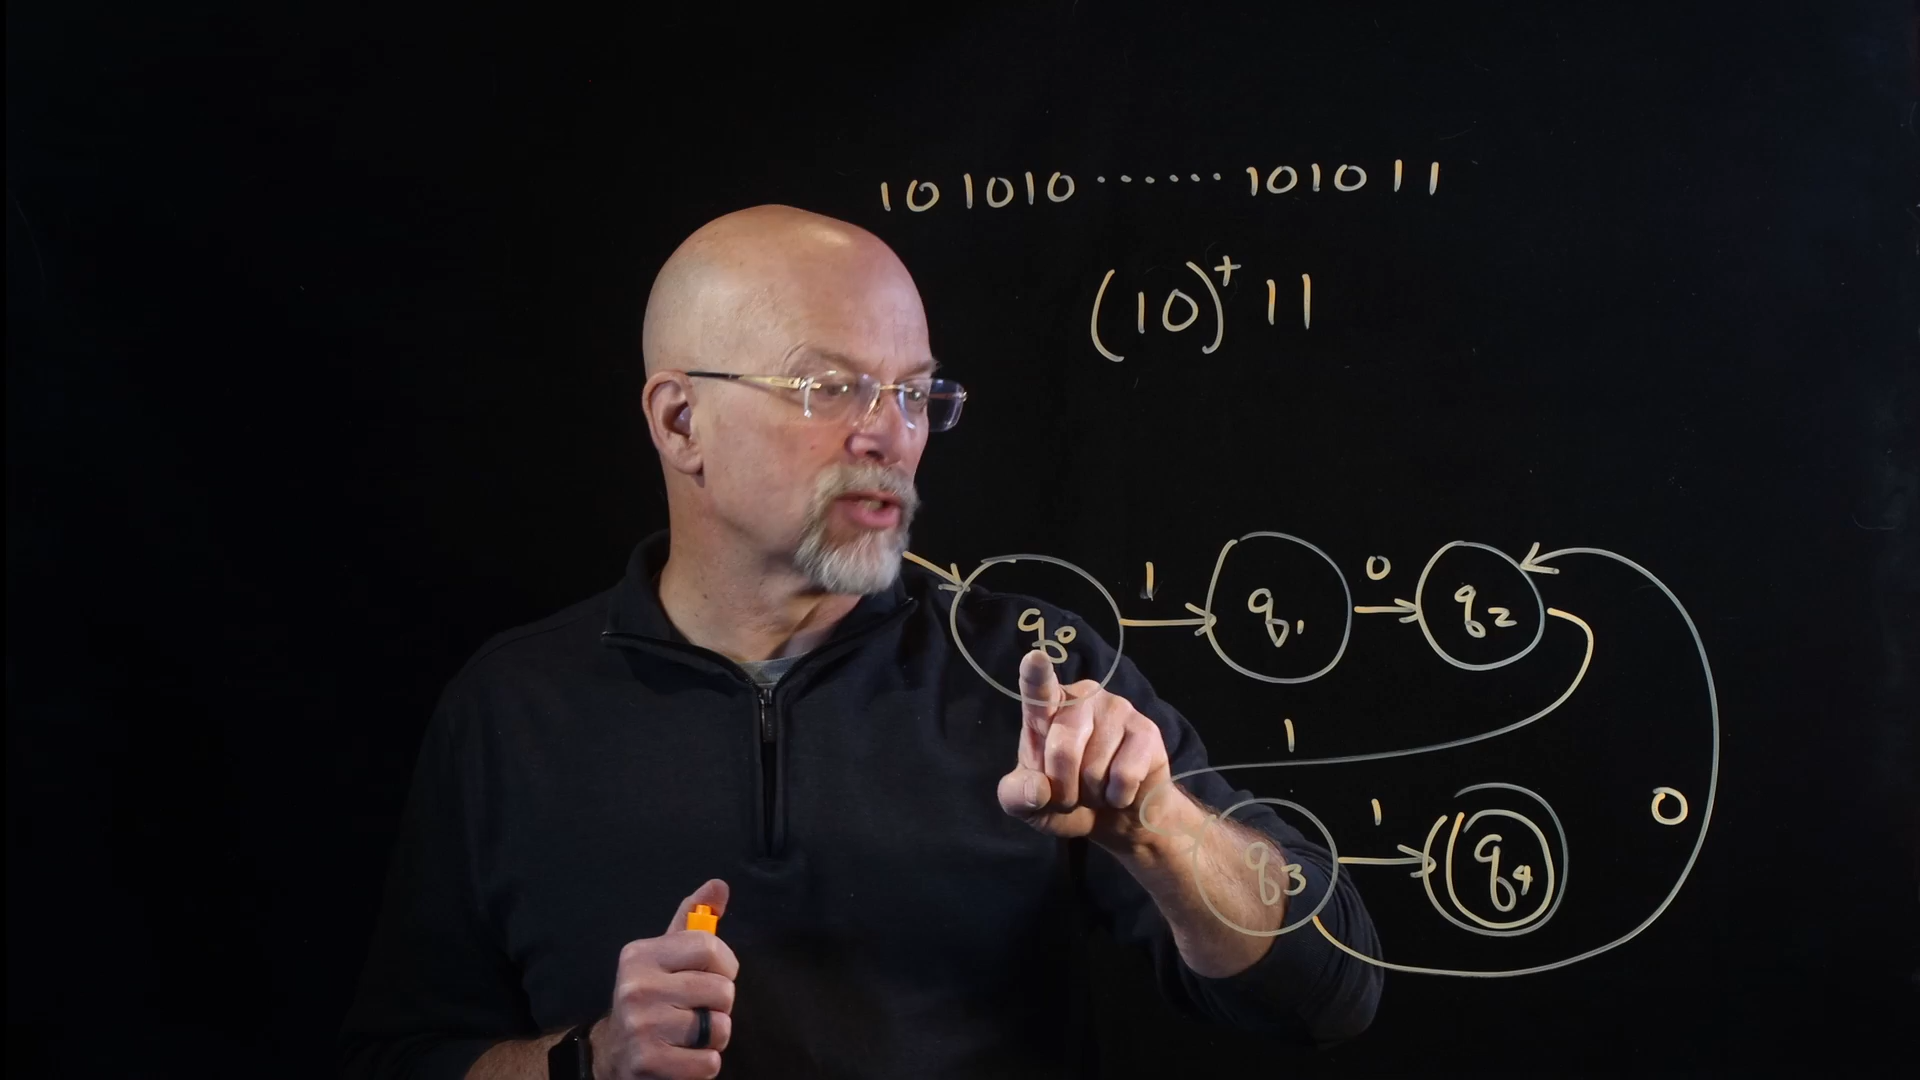 101010......101011
(10)⁺11
1 0
q₀ q₁ q₂
1
1 0
q₃ q₄